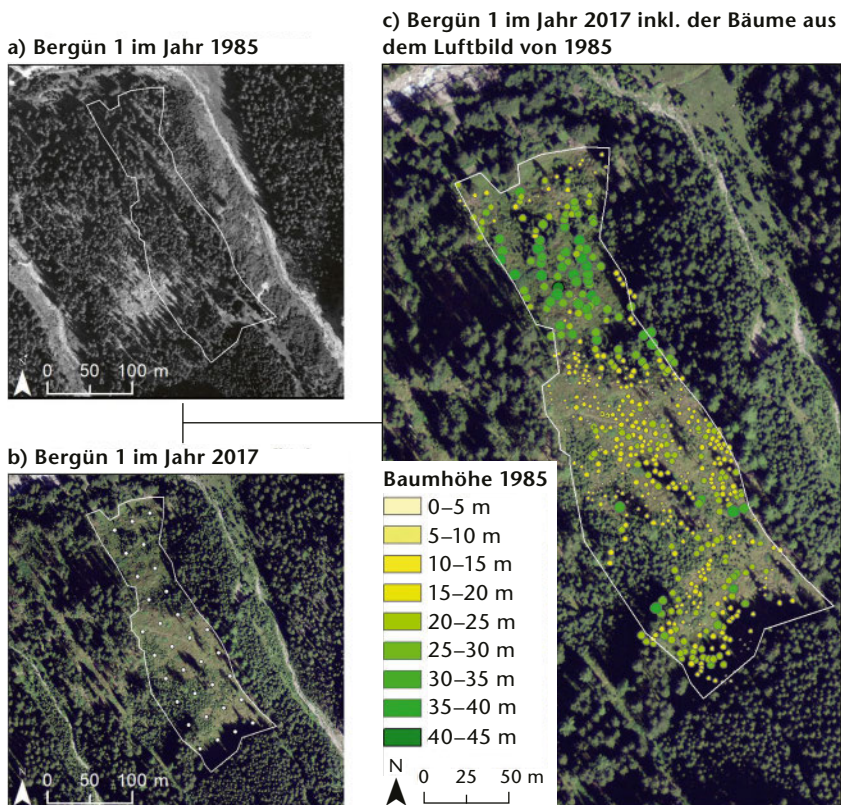 a) Bergün 1 im Jahr 1985
N
0 50 100 m
b) Bergün 1 im Jahr 2017
N
0 50 100 m
c) Bergün 1 im Jahr 2017 inkl. der Bäume aus
dem Luftbild von 1985
Baumhöhe 1985
0–5 m
5–10 m
10–15 m
15–20 m
20–25 m
25–30 m
30–35 m
35–40 m
40–45 m
N
0 25 50 m